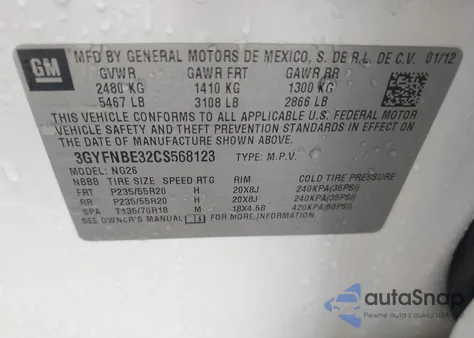 GM
MFD BY GENERAL MOTORS DE MEXICO, S. DE R.L. DE C.V. 01/12
GVWR GAWR FRT GAWR RR
2480 KG 1410 KG 1300 KG
5467 LB 3108 LB 2866 LB
THIS VEHICLE CONFORMS TO ALL APPLICABLE U.S. FEDERAL MOTOR
VEHICLE SAFETY AND THEFT PREVENTION STANDARDS IN EFFECT ON
THE DATE OF MANUFACTURE SHOWN ABOVE.
3GYFNBE32CS568123 TYPE: M.P.V.
MODEL: NG26
NBBB TIRE SIZE SPEED RTG RIM COLD TIRE PRESSURE
FRT P235/55R20 H 20X8J 240KPA(35PSI)
RR P235/55R20 H 20X8J 240KPA(35PSI)
SPA T135/70R18 M 18X4.5B 420KPA(60PSI)
SEE OWNER'S MANUAL FOR MORE INFORMATION.
autoSnap